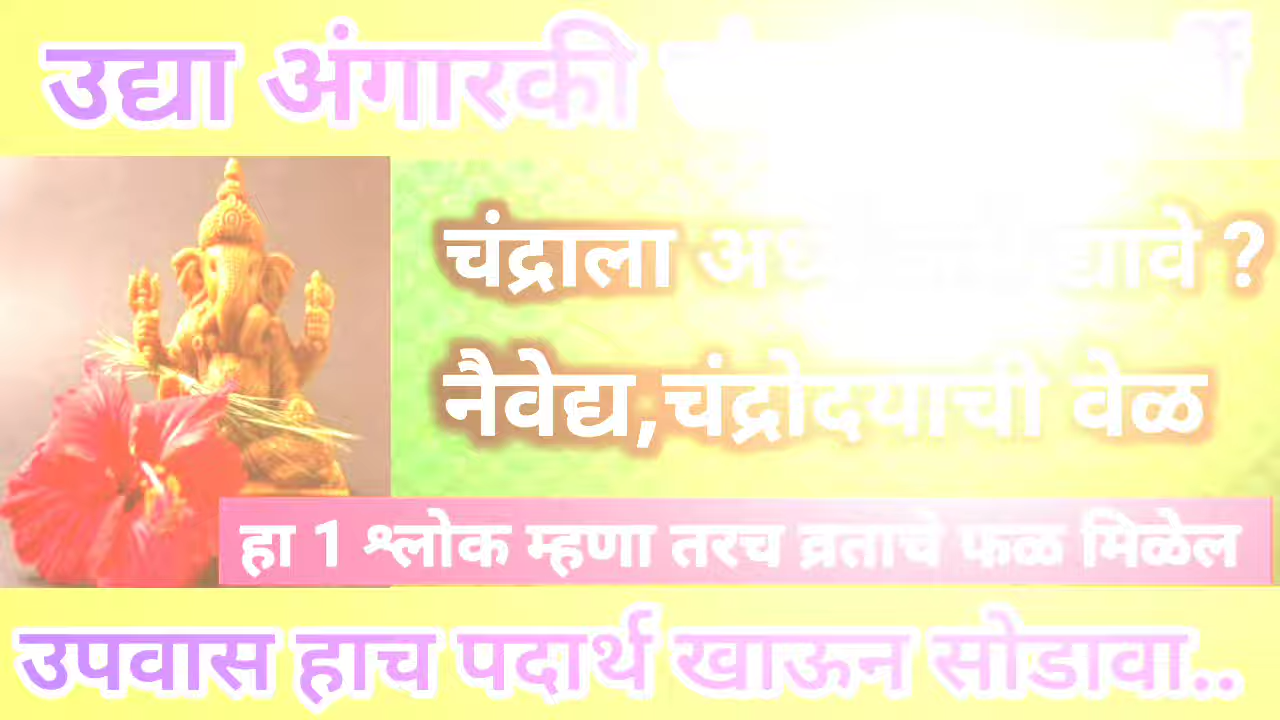 उद्या अंगारकी
चंद्राला द्यावे ?
नैवेद्य,चंद्रोदयाची वेळ
हा 1 श्लोक म्हणा तरच व्रताचे फळ मिळेल
उपवास हाच पदार्थ खाऊन सोडावा..